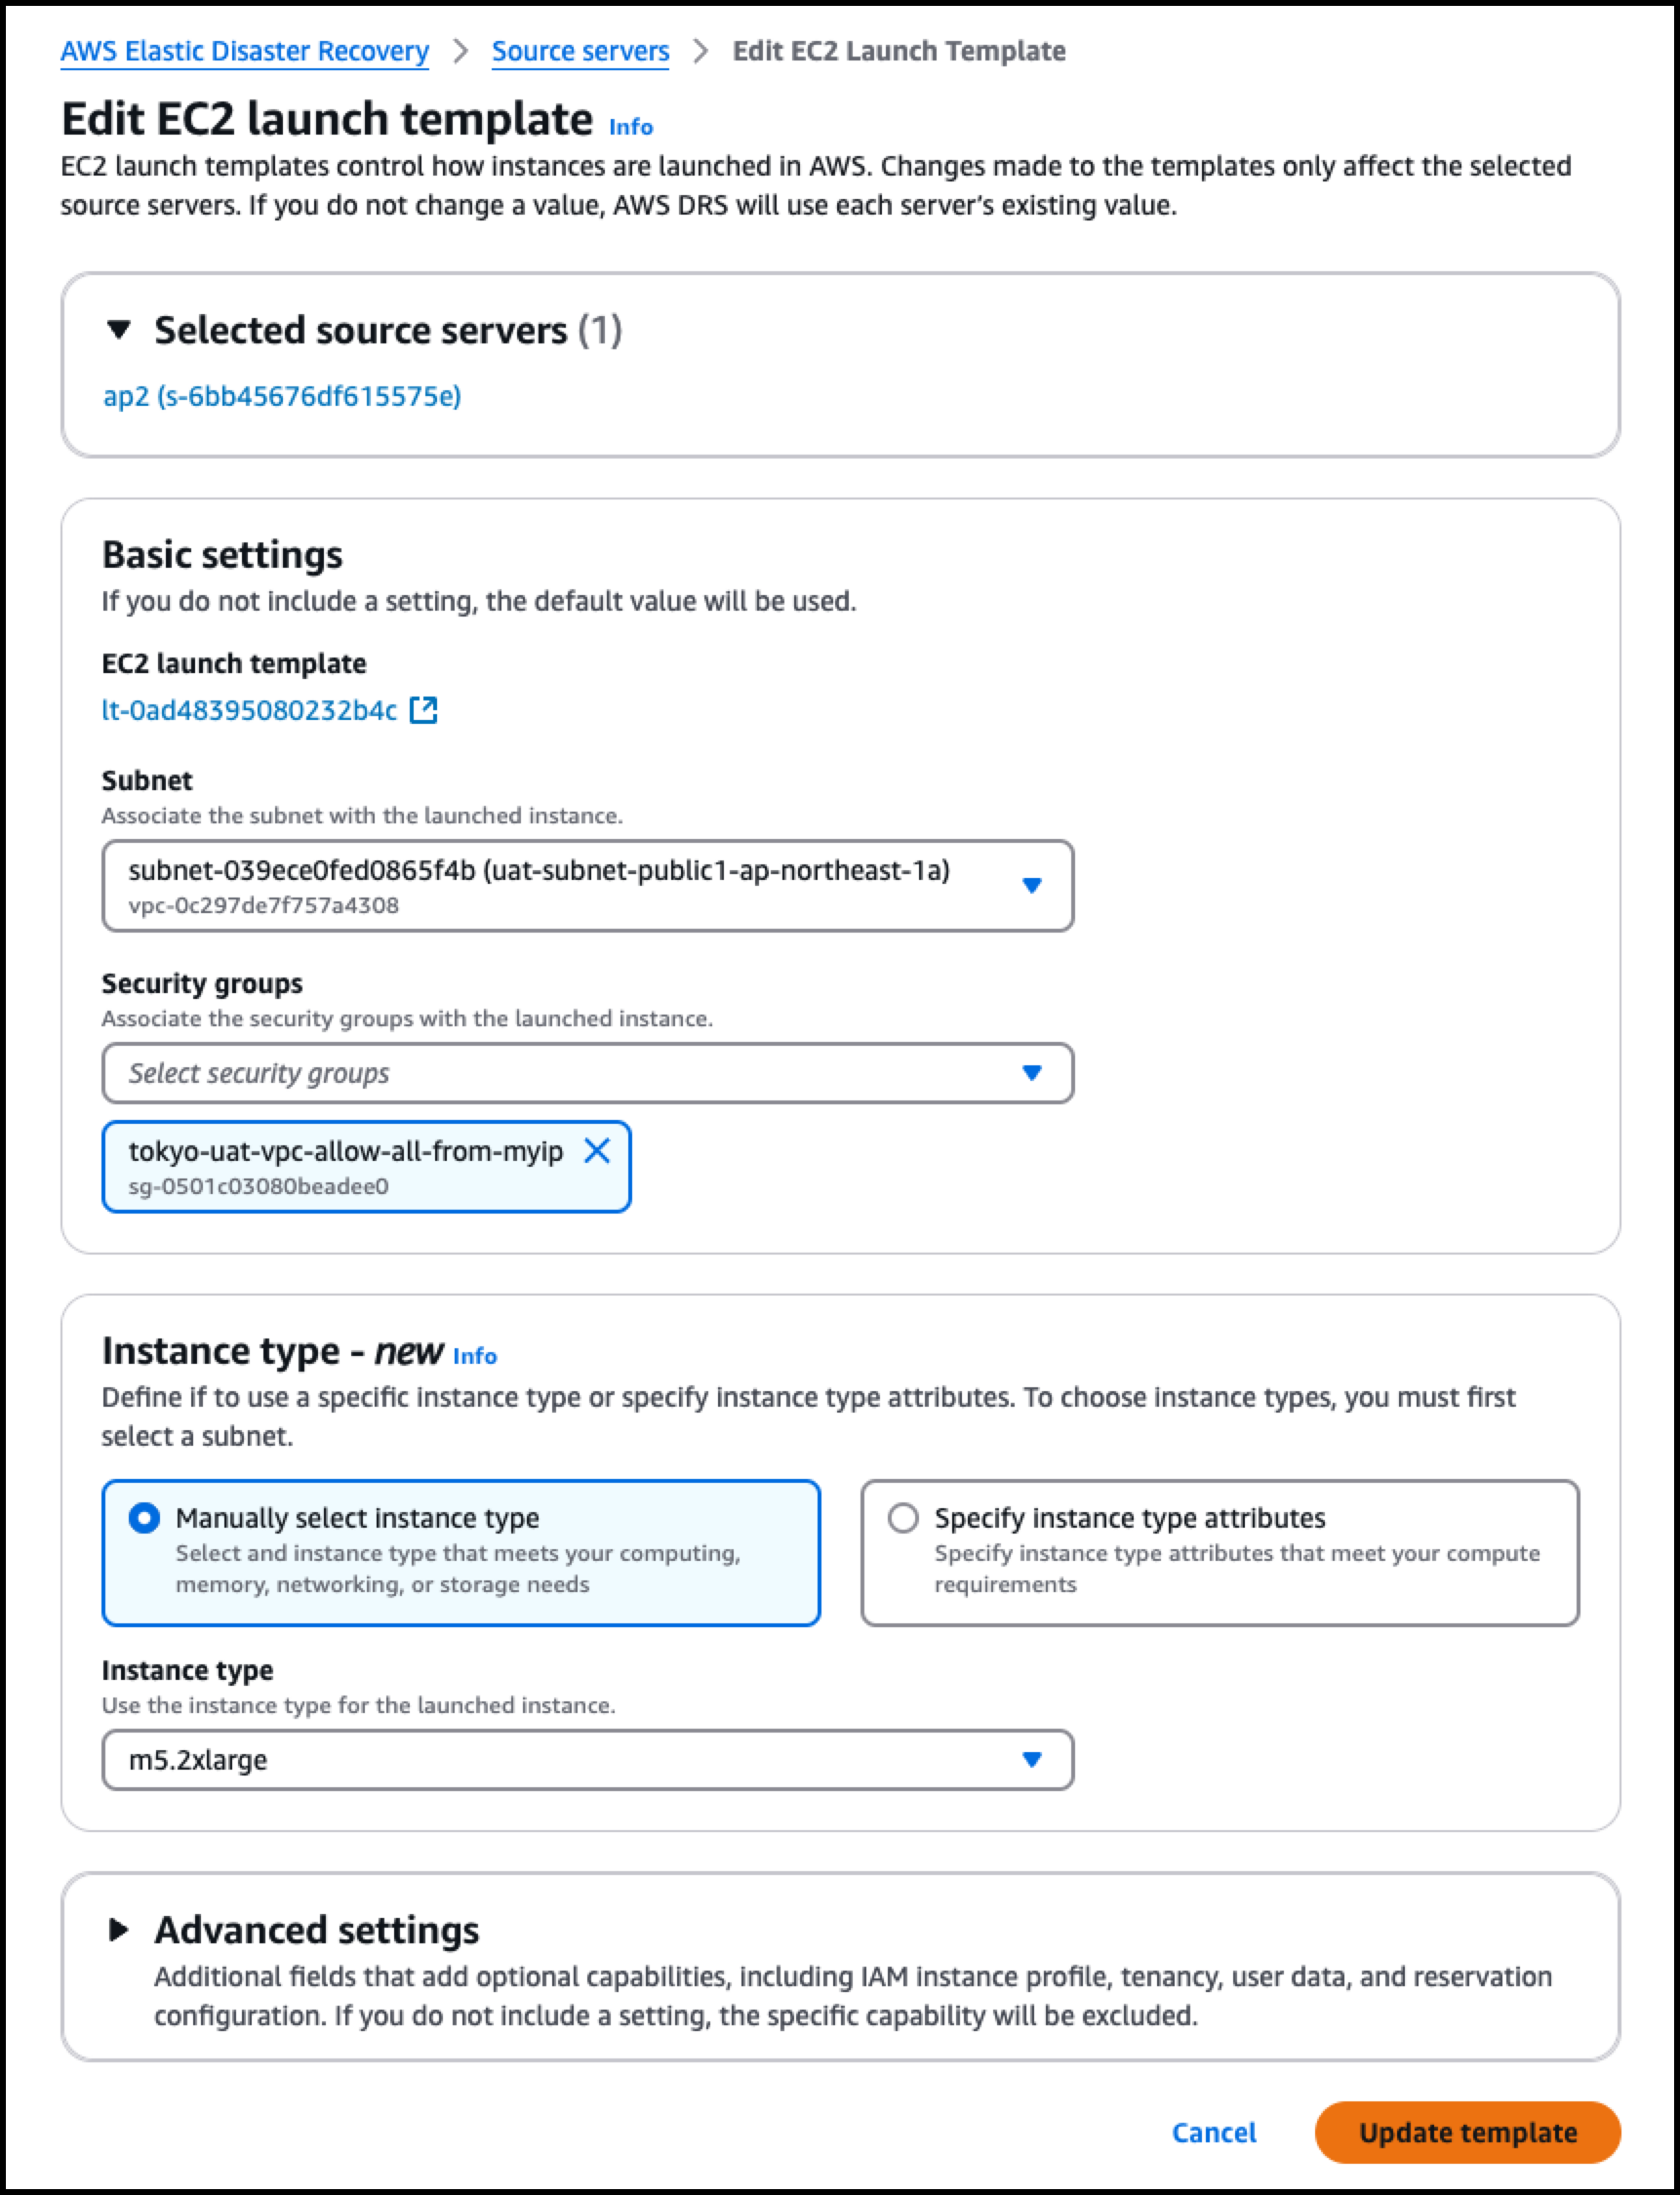 AWS Elastic Disaster Recovery > Source servers > Edit EC2 Launch Template
Edit EC2 launch template Info
EC2 launch templates control how instances are launched in AWS. Changes made to the templates only affect the selected
source servers. If you do not change a value, AWS DRS will use each server's existing value.
Selected source servers (1)
ap2 (s-6bb45676df615575e)
Basic settings
If you do not include a setting, the default value will be used.
EC2 launch template
lt-0ad48395080232b4c
Subnet
Associate the subnet with the launched instance.
subnet-039ece0fed0865f4b (uat-subnet-public1-ap-northeast-1a)
vpc-0c297de7f757a4308
Security groups
Associate the security groups with the launched instance.
Select security groups
tokyo-uat-vpc-allow-all-from-myip
sg-0501c03080beadee0
Instance type - new Info
Define if to use a specific instance type or specify instance type attributes. To choose instance types, you must first
select a subnet.
Manually select instance type
Select and instance type that meets your computing,
memory, networking, or storage needs
Specify instance type attributes
Specify instance type attributes that meet your compute
requirements
Instance type
Use the instance type for the launched instance.
m5.2xlarge
Advanced settings
Additional fields that add optional capabilities, including IAM instance profile, tenancy, user data, and reservation
configuration. If you do not include a setting, the specific capability will be excluded.
Cancel
Update template